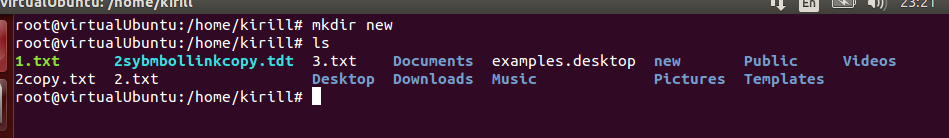 virtualUbuntu: /home/kirill En 23:21
root@virtualUbuntu:/home/kirill# mkdir new
root@virtualUbuntu:/home/kirill# ls
1.txt 2sybmbollinkcopy.tdt 3.txt Documents examples.desktop new Public Videos
2copy.txt 2.txt Desktop Downloads Music Pictures Templates
root@virtualUbuntu:/home/kirill#